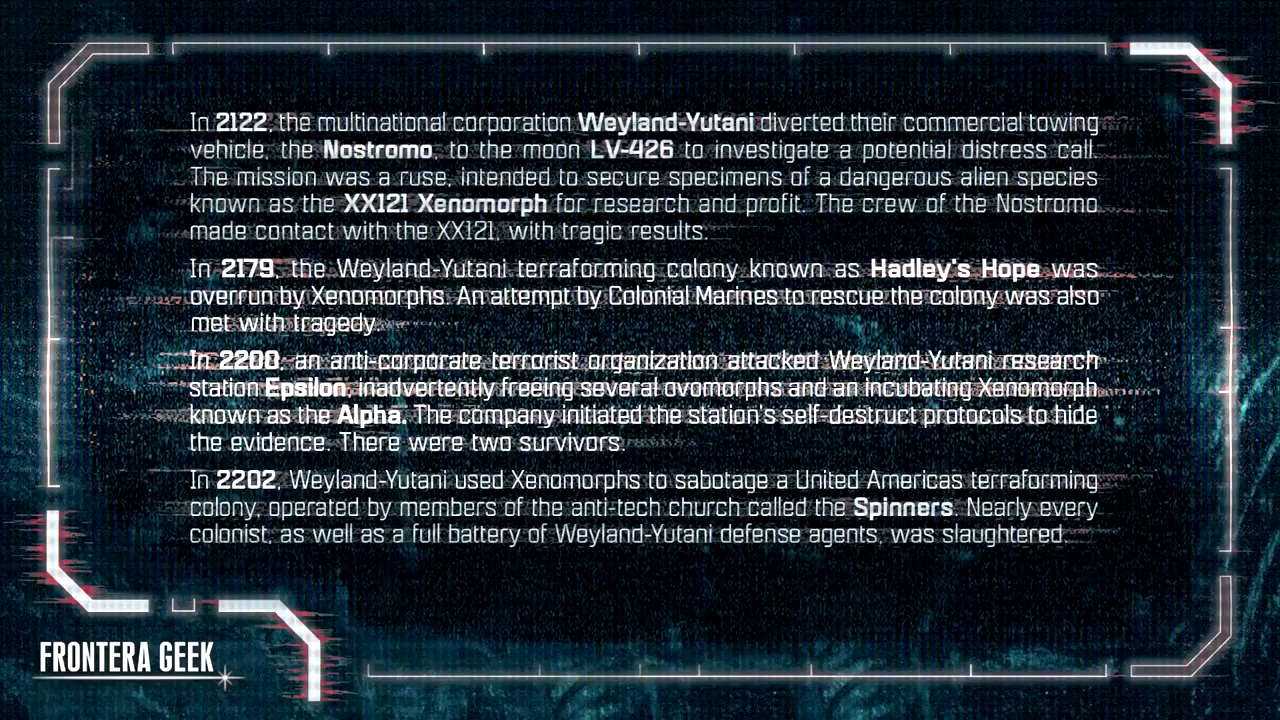 In 2122, the multinational corporation Weyland-Yutani diverted their commercial towing
vehicle, the Nostromo, to the moon LV-426 to investigate a potential distress call.
The mission was a ruse, intended to secure specimens of a dangerous alien species
known as the XX121 Xenomorph for research and profit. The crew of the Nostromo
made contact with the XX121, with tragic results.
In 2179, the Weyland-Yutani terraforming colony known as Hadley's Hope was
overrun by Xenomorphs. An attempt by Colonial Marines to rescue the colony was also
met with tragedy.
In 2200, an anti-corporate terrorist organization attacked Weyland-Yutani research
station Epsilon, inadvertently freeing several ovomorphs and an incubating Xenomorph
known as the Alpha. The company initiated the station's self-destruct protocols to hide
the evidence. There were two survivors.
In 2202, Weyland-Yutani used Xenomorphs to sabotage a United Americas terraforming
colony, operated by members of the anti-tech church called the Spinners. Nearly every
colonist, as well as a full battery of Weyland-Yutani defense agents, was slaughtered.
FRONTERA GEEK